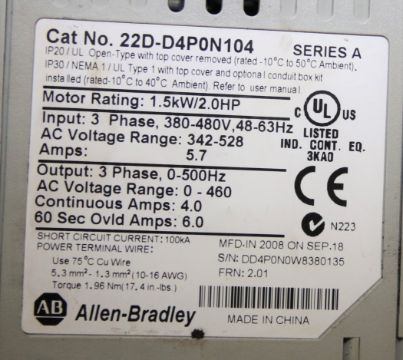 Cat No. 22D-D4P0N104 SERIES A
IP20 / UL Open-Type with top cover removed (rated -10°C to 50°C Ambient).
IP30 / NEMA 1 / UL Type 1 with top cover and optional conduit box kit
installed (rated-10°C to 40°C Ambient). Refer to user manual
Motor Rating: 1.5kW/2.0HP
Input: 3 Phase, 380-480V,48-63Hz
AC Voltage Range: 342-528
Amps: 5.7
Output: 3 Phase, 0-500Hz
AC Voltage Range: 0 - 460
Continuous Amps: 4.0
60 Sec Ovld Amps: 6.0
C UL US
LISTED
IND. CONT. EQ.
3KA0
CE
N223
SHORT CIRCUIT CURRENT: 100kA
POWER TERMINAL WIRE:
Use 75°C Cu Wire
5.3 mm² - 1.3 mm² (10-16 AWG)
Torque 1.96 Nm(17.4 in.-lbs.)
MFD-IN 2008 ON SEP.18
S/N: DD4P0N0W8380135
FRN: 2.01
AB Allen-Bradley
MADE IN CHINA